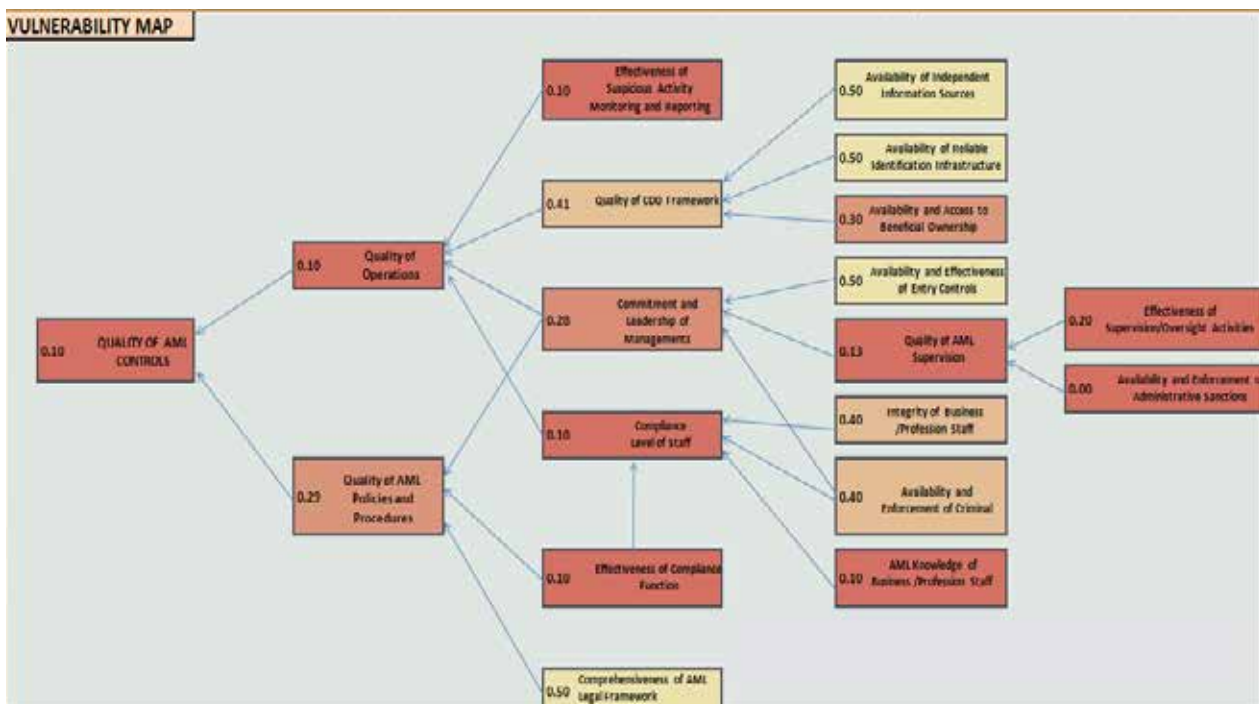 VULNERABILITY MAP
0.10
Effectiveness of
Suspicious Activity
Monitoring and Reporting
0.50
Availability of Independent
Information Sources
0.50
Availability of Reliable
Identification Infrastructure
0.41
Quality of CDD Framework
0.30
Availability and Access to
Beneficial Ownership
0.10
Quality of
Operations
0.50
Availability and Effectiveness
of Entry Controls
0.28
Commitment and
Leadership of
Managements
0.20
Effectiveness of
Supervision/Oversight Activities
0.10
QUALITY OF AML
CONTROLS
0.13
Quality of AML
Supervision
0.00
Availability and Enforcement
Administrative Sanctions
0.40
Integrity of Business
/Profession Staff
0.10
Compliance
Level of Staff
0.29
Quality of AML
Policies and
Procedures
0.40
Availability and
Enforcement of Criminal
0.10
Effectiveness of Compliance
Function
0.10
AML Knowledge of
Business /Profession Staff
0.50
Comprehensiveness of AML
Legal Framework